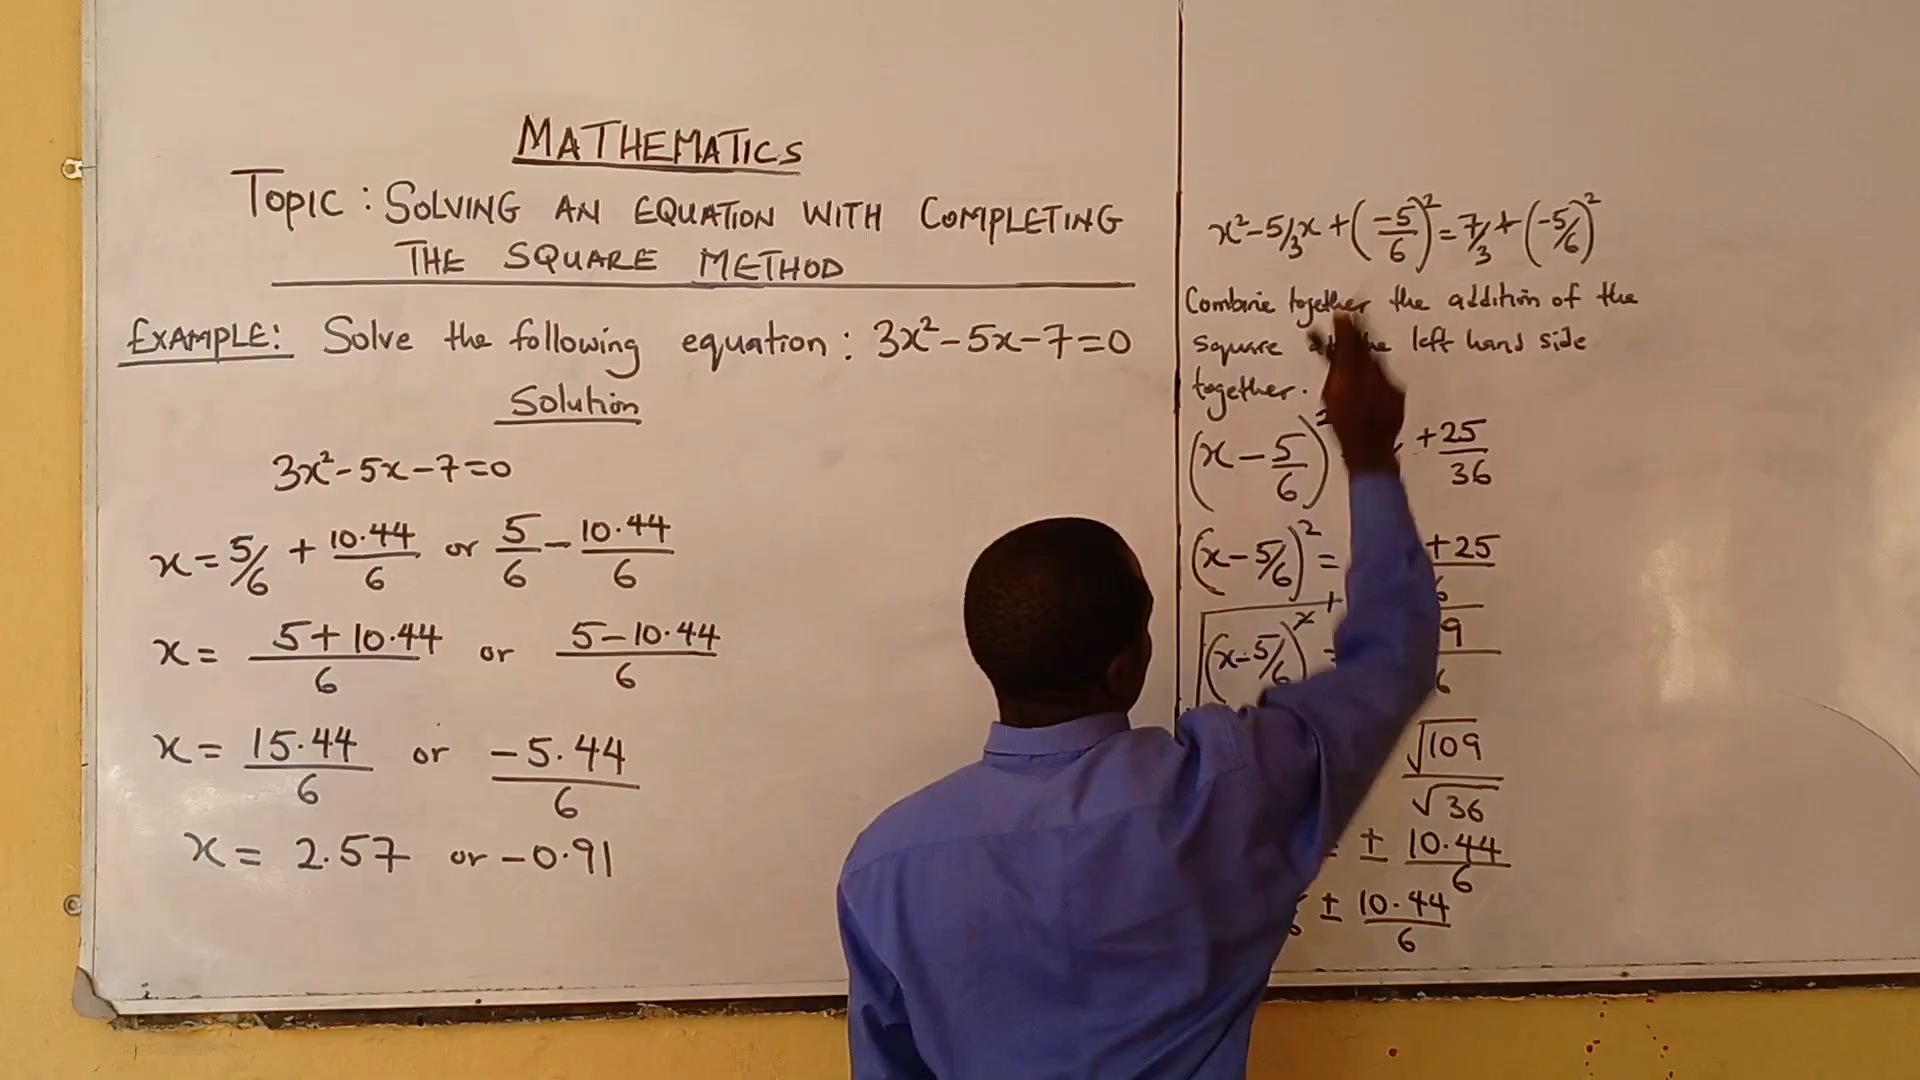 MATHEMATICS
TOPIC: SOLVING AN EQUATION WITH COMPLETING
THE SQUARE METHOD
EXAMPLE: Solve the following equation: 3x²-5x-7=0
Solution
3x²-5x-7=0
x = 5/6 + 10.44/6 or 5/6 - 10.44/6
x = (5+10.44)/6 or (5-10.44)/6
x = 15.44/6 or -5.44/6
x = 2.57 or -0.91
x²-5/3x+(-5/6)²=7/3+(-5/6)²
Combine together the addition of the
square left hand side
together.
(x - 5/6)² +25/36
(x-5/6)² = +25
(x-5/6)²
√109/√36
= ± 10.44/6
± 10.44/6